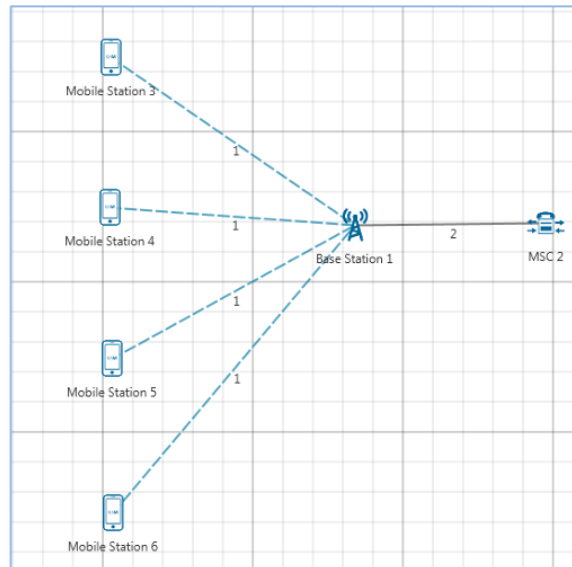 Mobile Station 3
1
Mobile Station 4
1
Base Station 1
2
MSC 2
1
Mobile Station 5
1
Mobile Station 6